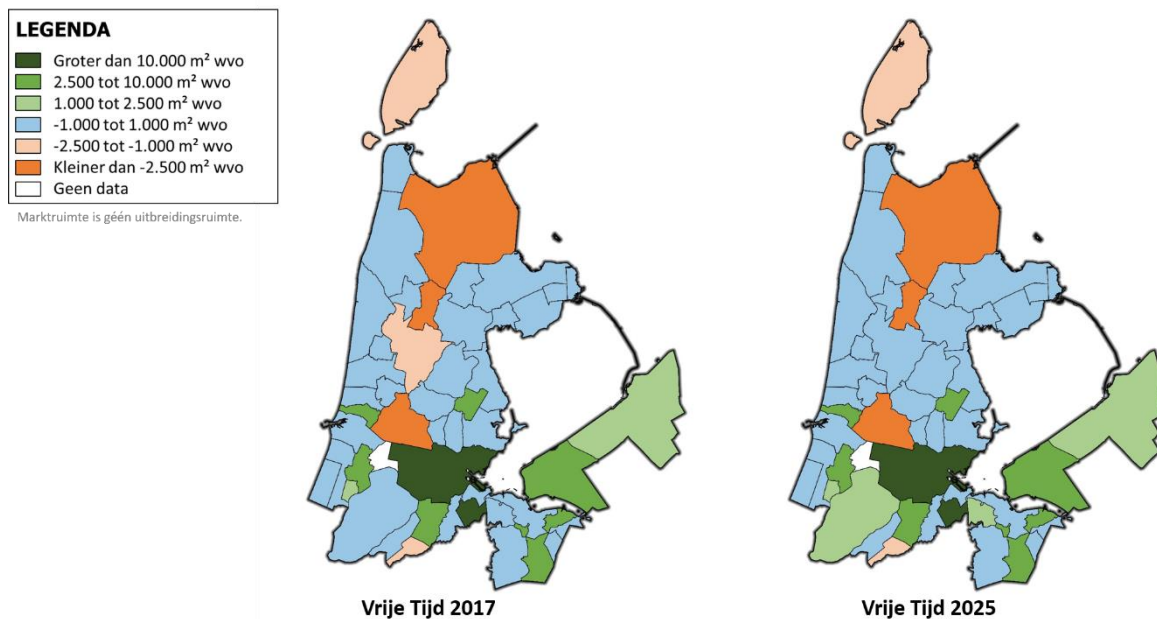 LEGENDA
Groter dan 10.000 m² wvo
2.500 tot 10.000 m² wvo
1.000 tot 2.500 m² wvo
-1.000 tot 1.000 m² wvo
-2.500 tot -1.000 m² wvo
Kleiner dan -2.500 m² wvo
Geen data
Marktruimte is géén uitbreidingsruimte.
Vrije Tijd 2017
Vrije Tijd 2025